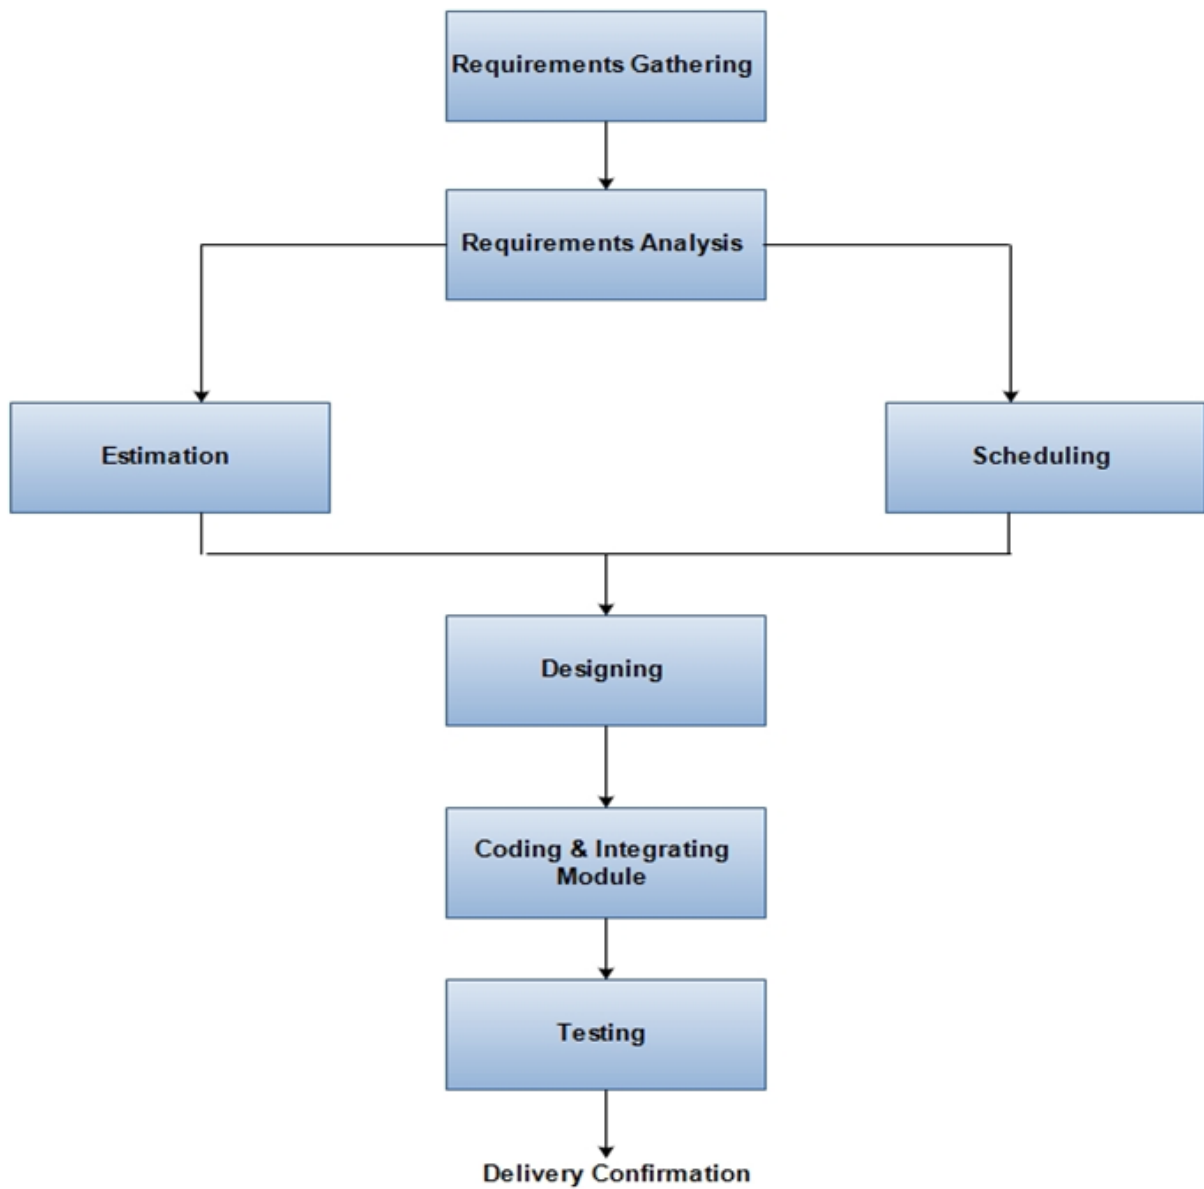 Requirements Gathering
Requirements Analysis
Estimation
Scheduling
Designing
Coding & Integrating
Module
Testing
Delivery Confirmation